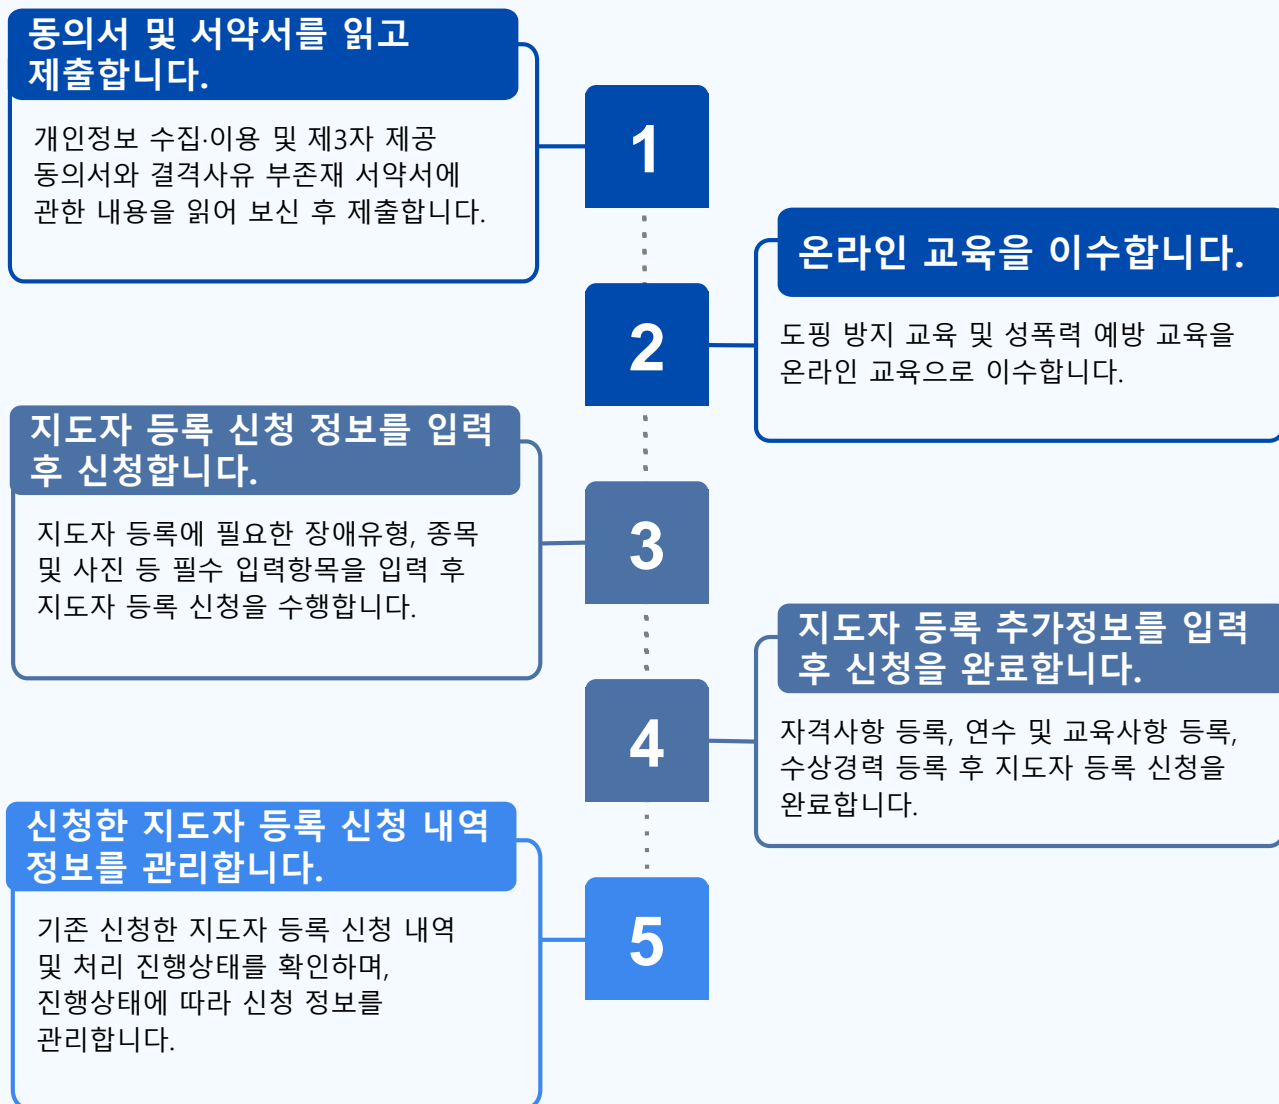 동의서 및 서약서를 읽고
제출합니다.
개인정보 수집·이용 및 제3자 제공
동의서와 결격사유 부존재 서약서에
관한 내용을 읽어 보신 후 제출합니다.
1
온라인 교육을 이수합니다.
도핑 방지 교육 및 성폭력 예방 교육을
온라인 교육으로 이수합니다.
2
지도자 등록 신청 정보를 입력
후 신청합니다.
지도자 등록에 필요한 장애유형, 종목
및 사진 등 필수 입력항목을 입력 후
지도자 등록 신청을 수행합니다.
3
지도자 등록 추가정보를 입력
후 신청을 완료합니다.
자격사항 등록, 연수 및 교육사항 등록,
수상경력 등록 후 지도자 등록 신청을
완료합니다.
4
신청한 지도자 등록 신청 내역
정보를 관리합니다.
기존 신청한 지도자 등록 신청 내역
및 처리 진행상태를 확인하며,
진행상태에 따라 신청 정보를
관리합니다.
5